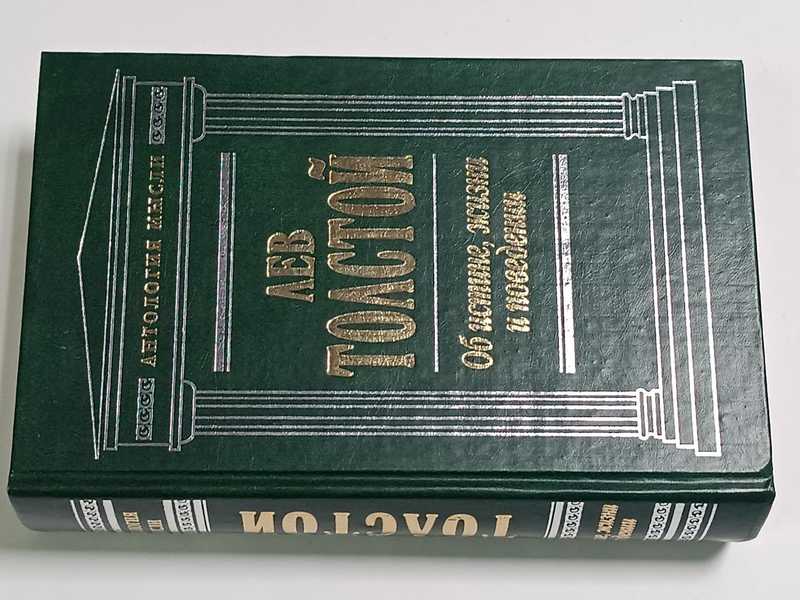 АНТОЛОГИЯ МЫСЛИ
ЛЕВ
ТОЛСТОЙ
Об истине, жизни
и поведении
ТОЛСТОЙ